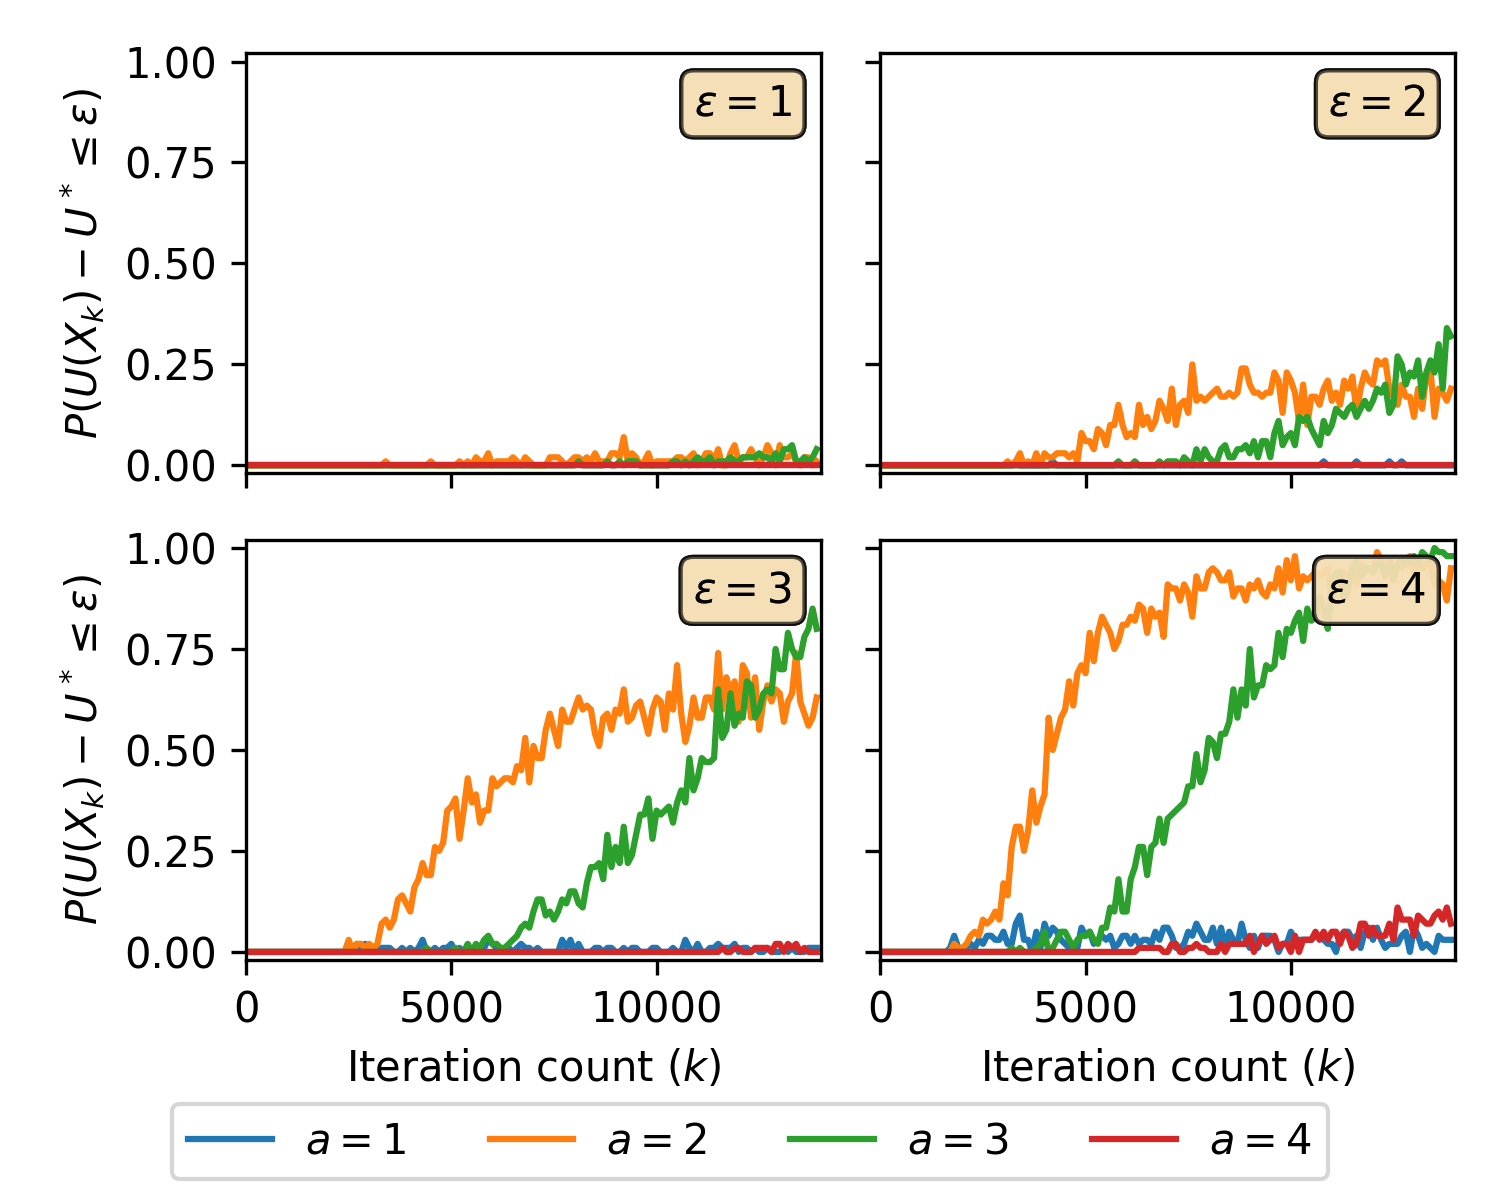 1.00
0.75
0.50
0.25
0.00
P(U(X_k) − U* ≤ ε)
ε = 1
ε = 2
1.00
0.75
0.50
0.25
0.00
P(U(X_k) − U* ≤ ε)
ε = 3
ε = 4
0 5000 10000
0 5000 10000
Iteration count (k)
Iteration count (k)
a = 1 a = 2 a = 3 a = 4